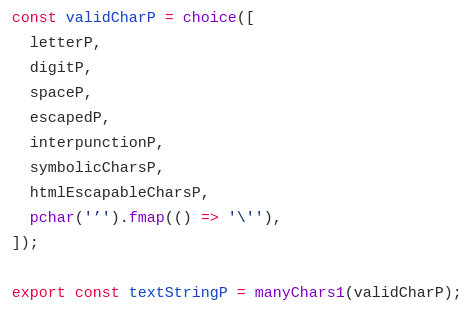 const validCharP = choice([
  letterP,
  digitP,
  spaceP,
  escapedP,
  interpunctionP,
  symbolicCharsP,
  htmlEscapableCharsP,
  pchar('’').fmap(() => '\''),
]);

export const textStringP = manyChars1(validCharP);